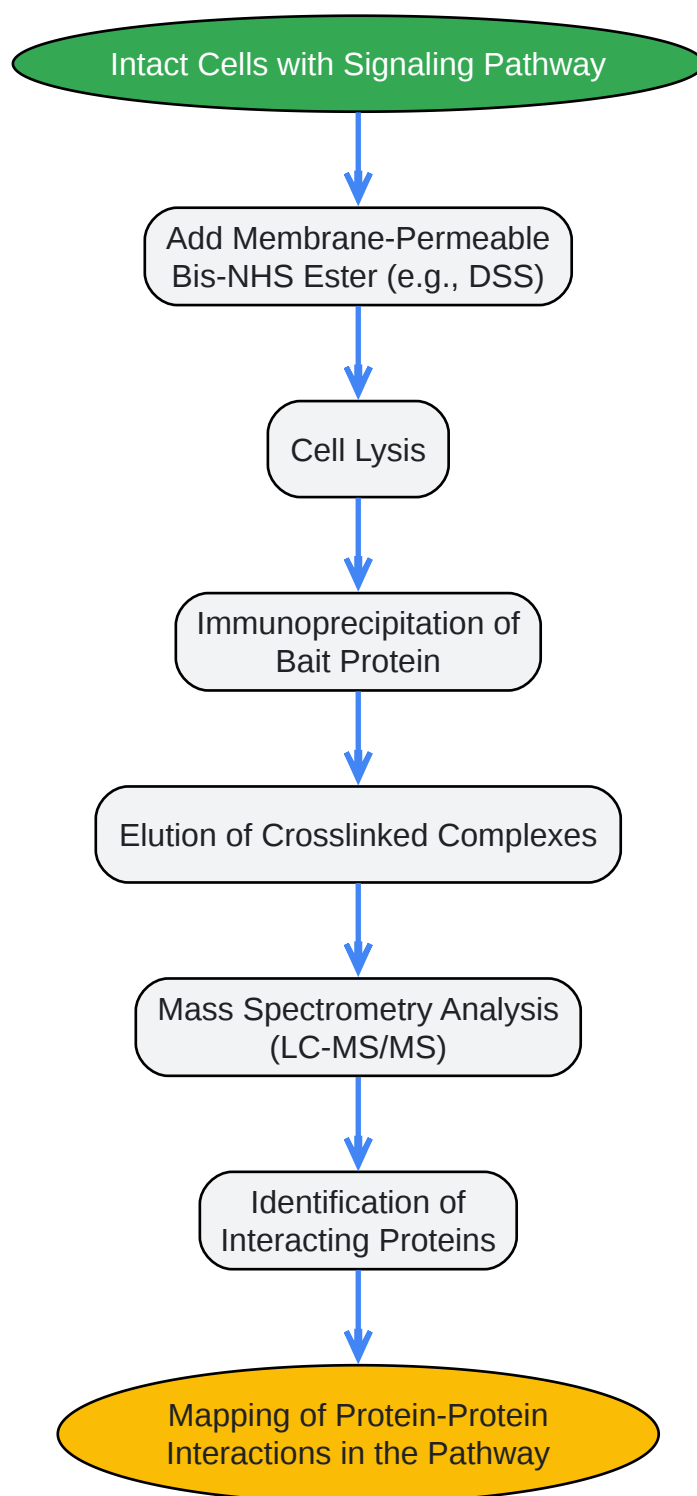 Intact Cells with Signaling Pathway
Add Membrane-Permeable
Bis-NHS Ester (e.g., DSS)
Cell Lysis
Immunoprecipitation of
Bait Protein
Elution of Crosslinked Complexes
Mass Spectrometry Analysis
(LC-MS/MS)
Identification of
Interacting Proteins
Mapping of Protein-Protein
Interactions in the Pathway